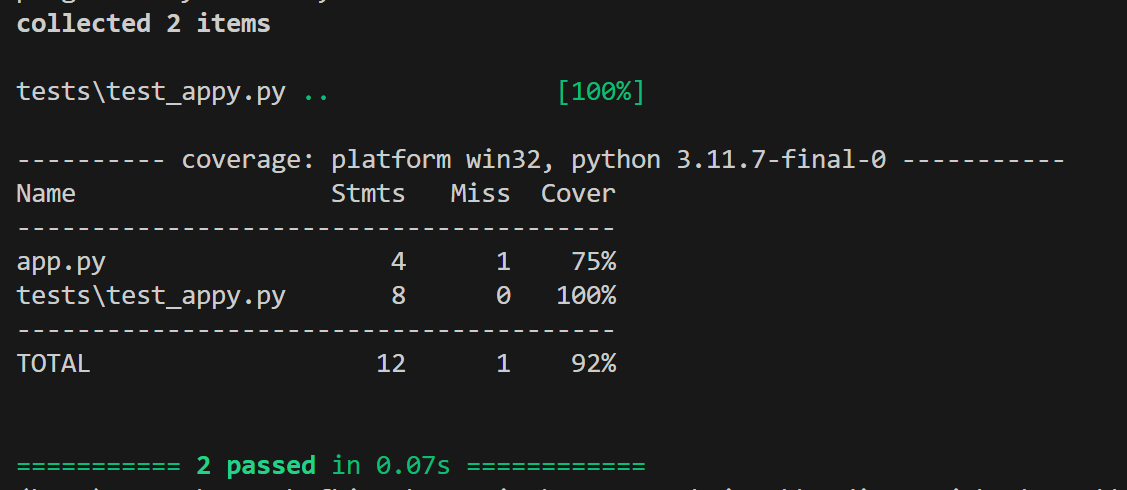 collected 2 items
tests\test_appy.py .. [100%]
---------- coverage: platform win32, python 3.11.7-final-0 -----------
Name Stmts Miss Cover
----------------------------------------
app.py 4 1 75%
tests\test_appy.py 8 0 100%
----------------------------------------
TOTAL 12 1 92%
=========== 2 passed in 0.07s ============